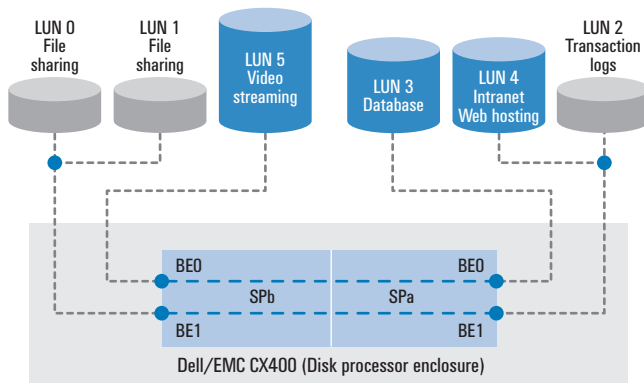 LUN 0
File
sharing
LUN 1
File
sharing
LUN 5
Video
streaming
LUN 3
Database
LUN 4
Intranet
Web hosting
LUN 2
Transaction
logs
BE0
BE0
SPb
SPa
BE1
BE1
Dell/EMC CX400 (Disk processor enclosure)